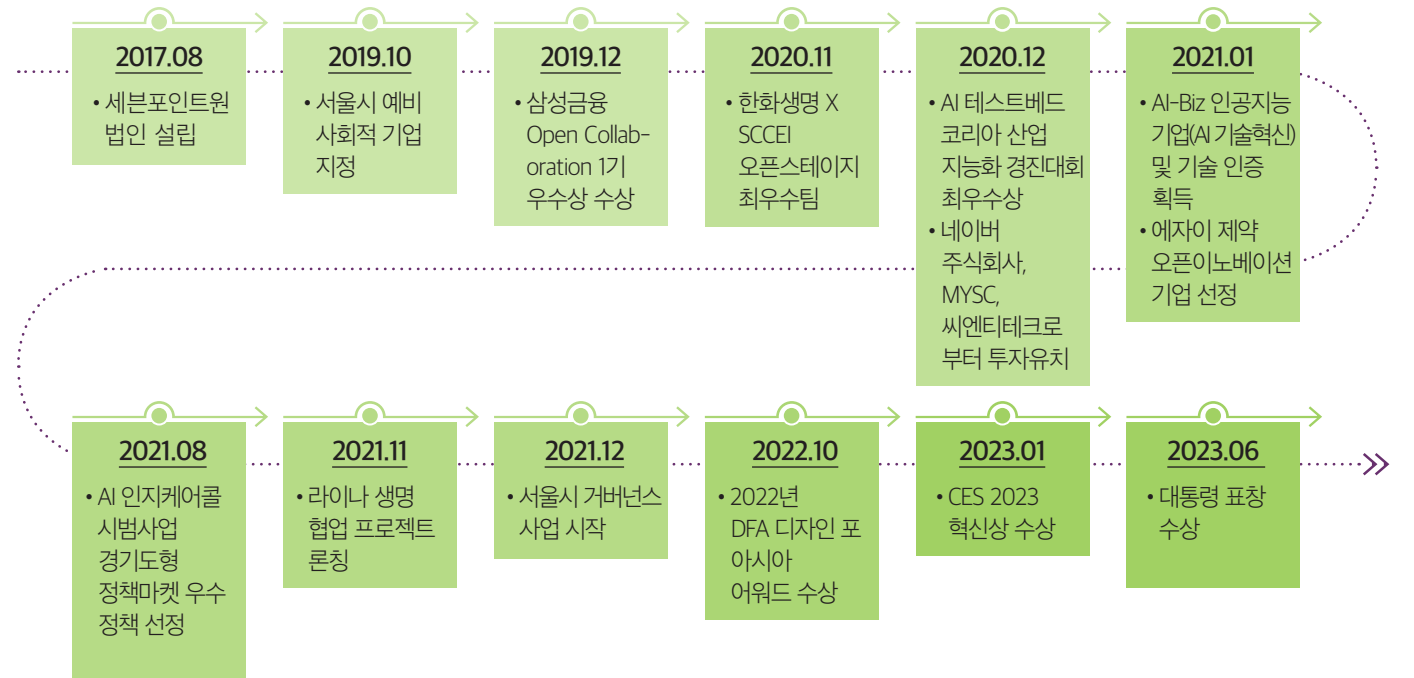 2017.08
• 세븐포인트원
법인 설립
2019.10
• 서울시 예비
사회적 기업
지정
2019.12
• 삼성금융
Open Collab-
oration 1기
우수상 수상
2020.11
• 한화생명 X
SCCEI
오픈스테이지
최우수팀
2020.12
• AI 테스트베드
코리아 산업
지능화 경진대회
최우수상
• 네이버
주식회사,
MYSC,
씨엔티테크로
부터 투자유치
2021.01
• AI-Biz 인공지능
기업(AI 기술혁신)
및 기술 인증
획득
• 에자이 제약
오픈이노베이션
기업 선정
2021.08
• AI 인지케어콜
시범사업
경기도형
정책마켓 우수
정책 선정
2021.11
• 라이나 생명
협업 프로젝트
론칭
2021.12
• 서울시 거버넌스
사업 시작
2022.10
• 2022년
DFA 디자인 포
아시아
어워드 수상
2023.01
• CES 2023
혁신상 수상
2023.06
• 대통령 표창
수상